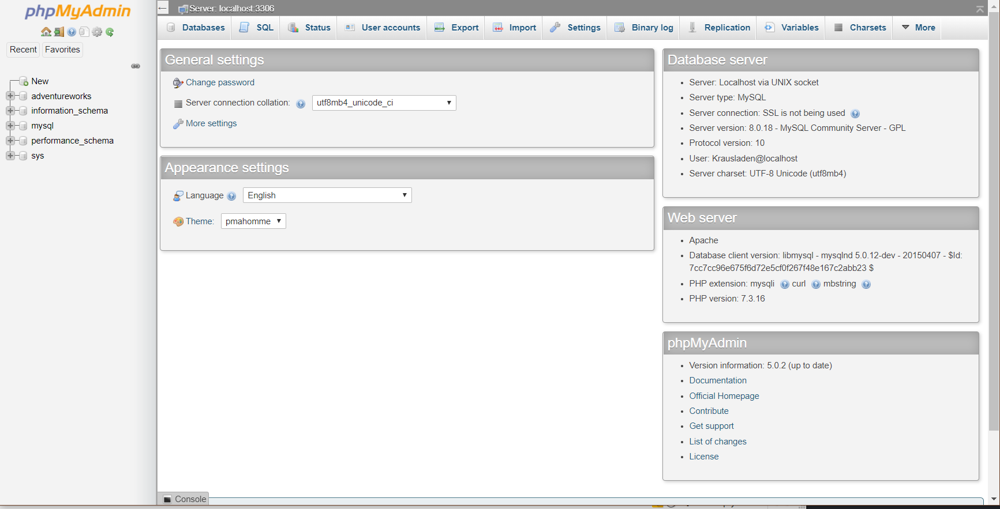 phpMyAdmin
Recent Favorites
New
adventureworks
information_schema
mysql
performance_schema
sys
Server: localhost:3306
Databases SQL Status User accounts Export Import Settings Binary log Replication Variables Charsets More
General settings
Change password
Server connection collation: utf8mb4_unicode_ci
More settings
Appearance settings
Language English
Theme: pmahomme
Database server
Server: Localhost via UNIX socket
Server type: MySQL
Server connection: SSL is not being used
Server version: 8.0.18 - MySQL Community Server - GPL
Protocol version: 10
User: Krausladen@localhost
Server charset: UTF-8 Unicode (utf8mb4)
Web server
Apache
Database client version: libmysql - mysqlnd 5.0.12-dev - 20150407 - $Id:
7cc7cc96e675f6d72e5cf0f267f48e167c2abb23 $
PHP extension: mysqli curl mbstring
PHP version: 7.3.16
phpMyAdmin
Version information: 5.0.2 (up to date)
Documentation
Official Homepage
Contribute
Get support
List of changes
License
Console